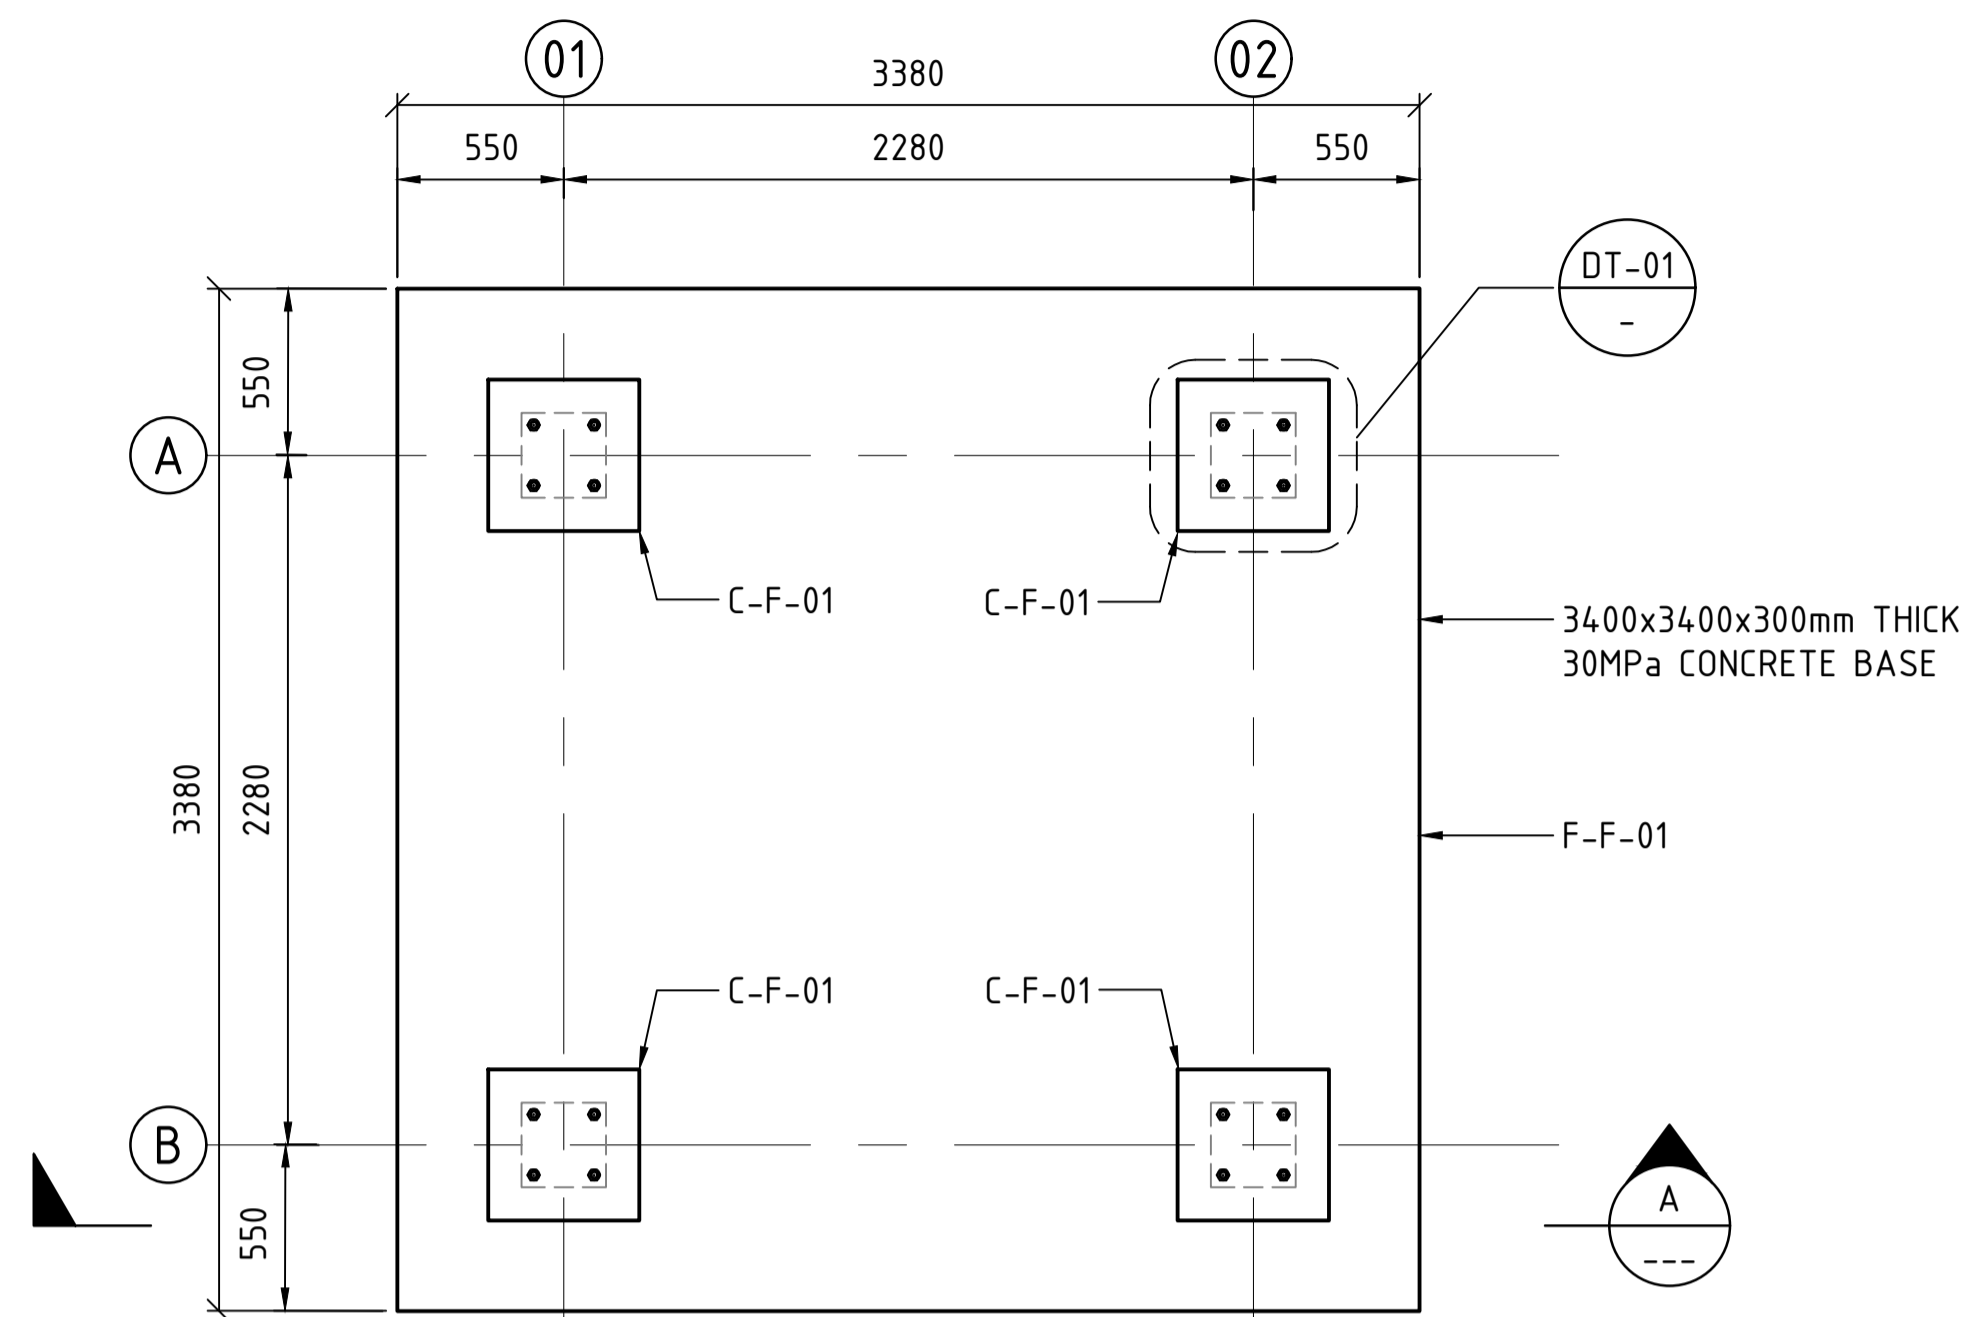 01
02
3380
550
2280
550
DT-01
-
550
A
C-F-01
C-F-01
3400x3400x300mm THICK
30MPa CONCRETE BASE
3380
2280
F-F-01
C-F-01
C-F-01
B
550
A
---